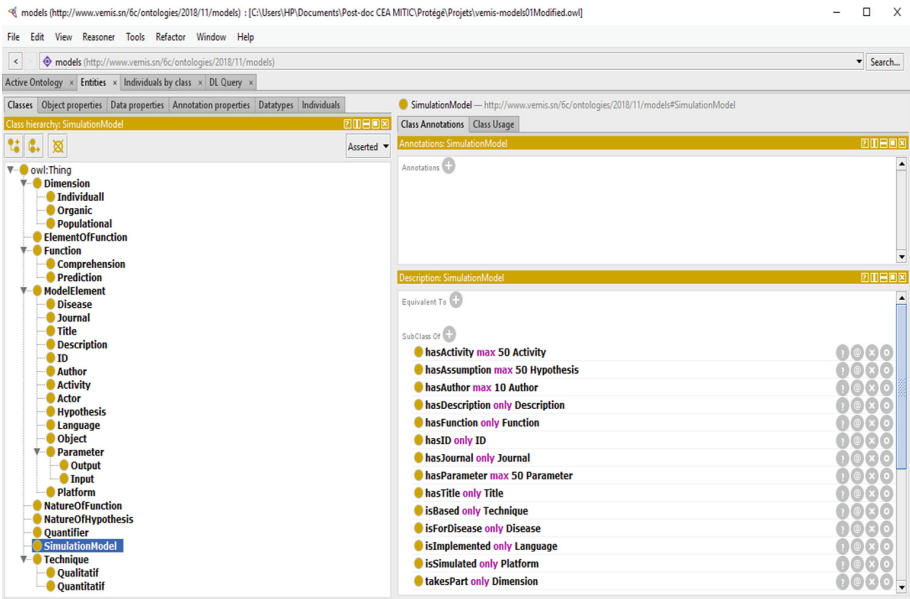 models (http://www.vemis.sn/6c/ontologies/2018/11/models) : [C:\Users\HP\Documents\Post-doc CEA MITIC\Protégé\Projets\vemis-models01Modified.owl]
File Edit View Reasoner Tools Refactor Window Help
models (http://www.vemis.sn/6c/ontologies/2018/11/models) Search...
Active Ontology × Entities × Individuals by class × DL Query ×
Classes Object properties Data properties Annotation properties Datatypes Individuals
Class hierarchy: SimulationModel
Asserted
owl:Thing
Dimension
Individuall
Organic
Populational
ElementOfFunction
Function
Comprehension
Prediction
ModelElement
Disease
Journal
Title
Description
ID
Author
Activity
Actor
Hypothesis
Language
Object
Parameter
Output
Input
Platform
NatureOfFunction
NatureOfHypothesis
Quantifier
SimulationModel
Technique
Qualitatif
Quantitatif
SimulationModel — http://www.vemis.sn/6c/ontologies/2018/11/models#SimulationModel
Class Annotations Class Usage
Annotations: SimulationModel
Annotations
Description: SimulationModel
Equivalent To
SubClass Of
hasActivity max 50 Activity
hasAssumption max 50 Hypothesis
hasAuthor max 10 Author
hasDescription only Description
hasFunction only Function
hasID only ID
hasJournal only Journal
hasParameter max 50 Parameter
hasTitle only Title
isBased only Technique
isForDisease only Disease
isImplemented only Language
isSimulated only Platform
takesPart only Dimension